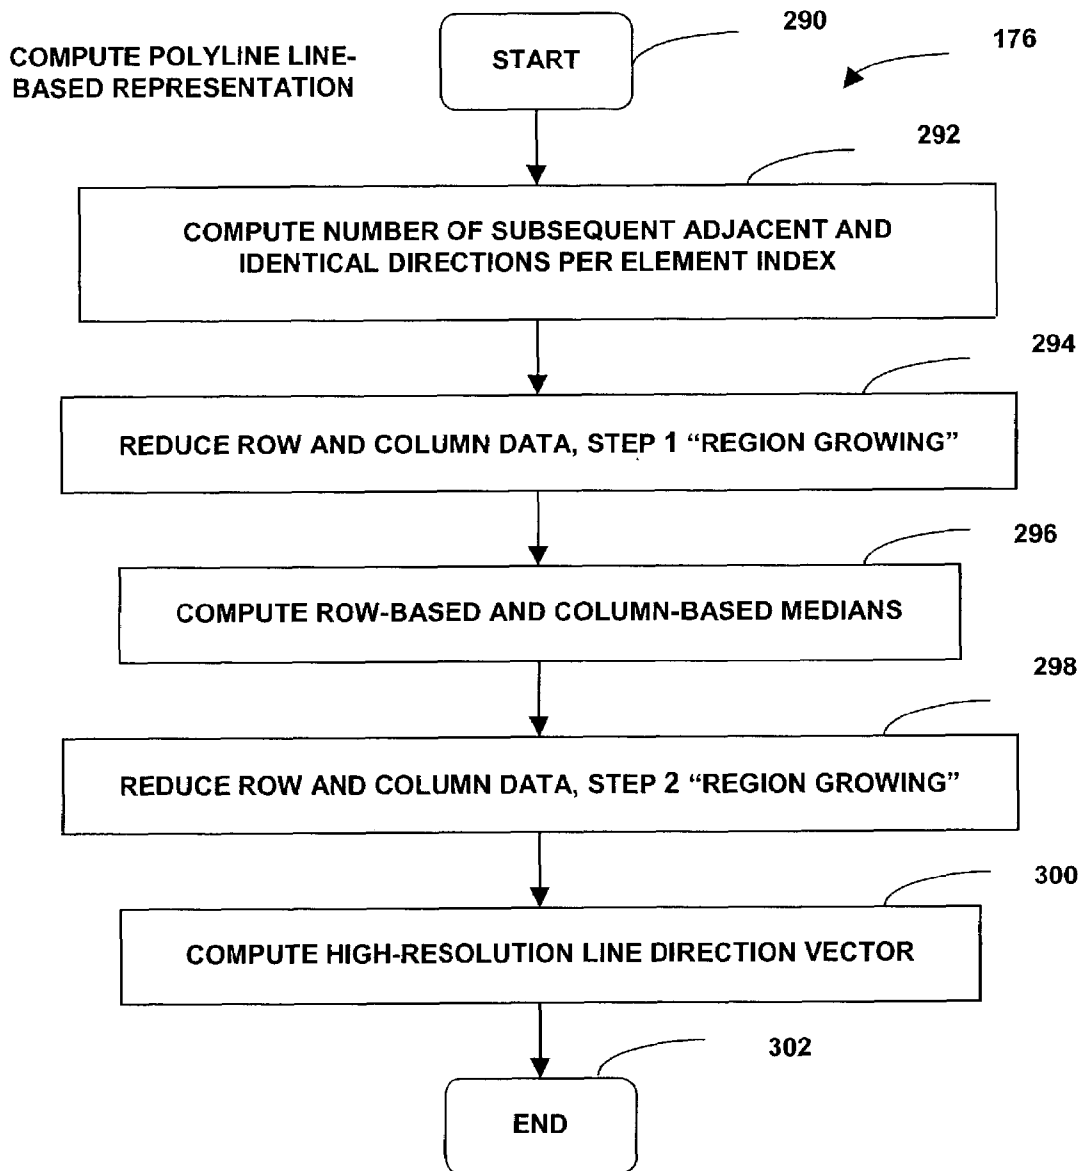 290
START
176
COMPUTE POLYLINE LINE-
BASED REPRESENTATION
292
COMPUTE NUMBER OF SUBSEQUENT ADJACENT AND
IDENTICAL DIRECTIONS PER ELEMENT INDEX
294
REDUCE ROW AND COLUMN DATA, STEP 1 “REGION GROWING”
296
COMPUTE ROW-BASED AND COLUMN-BASED MEDIANS
298
REDUCE ROW AND COLUMN DATA, STEP 2 “REGION GROWING”
300
COMPUTE HIGH-RESOLUTION LINE DIRECTION VECTOR
302
END